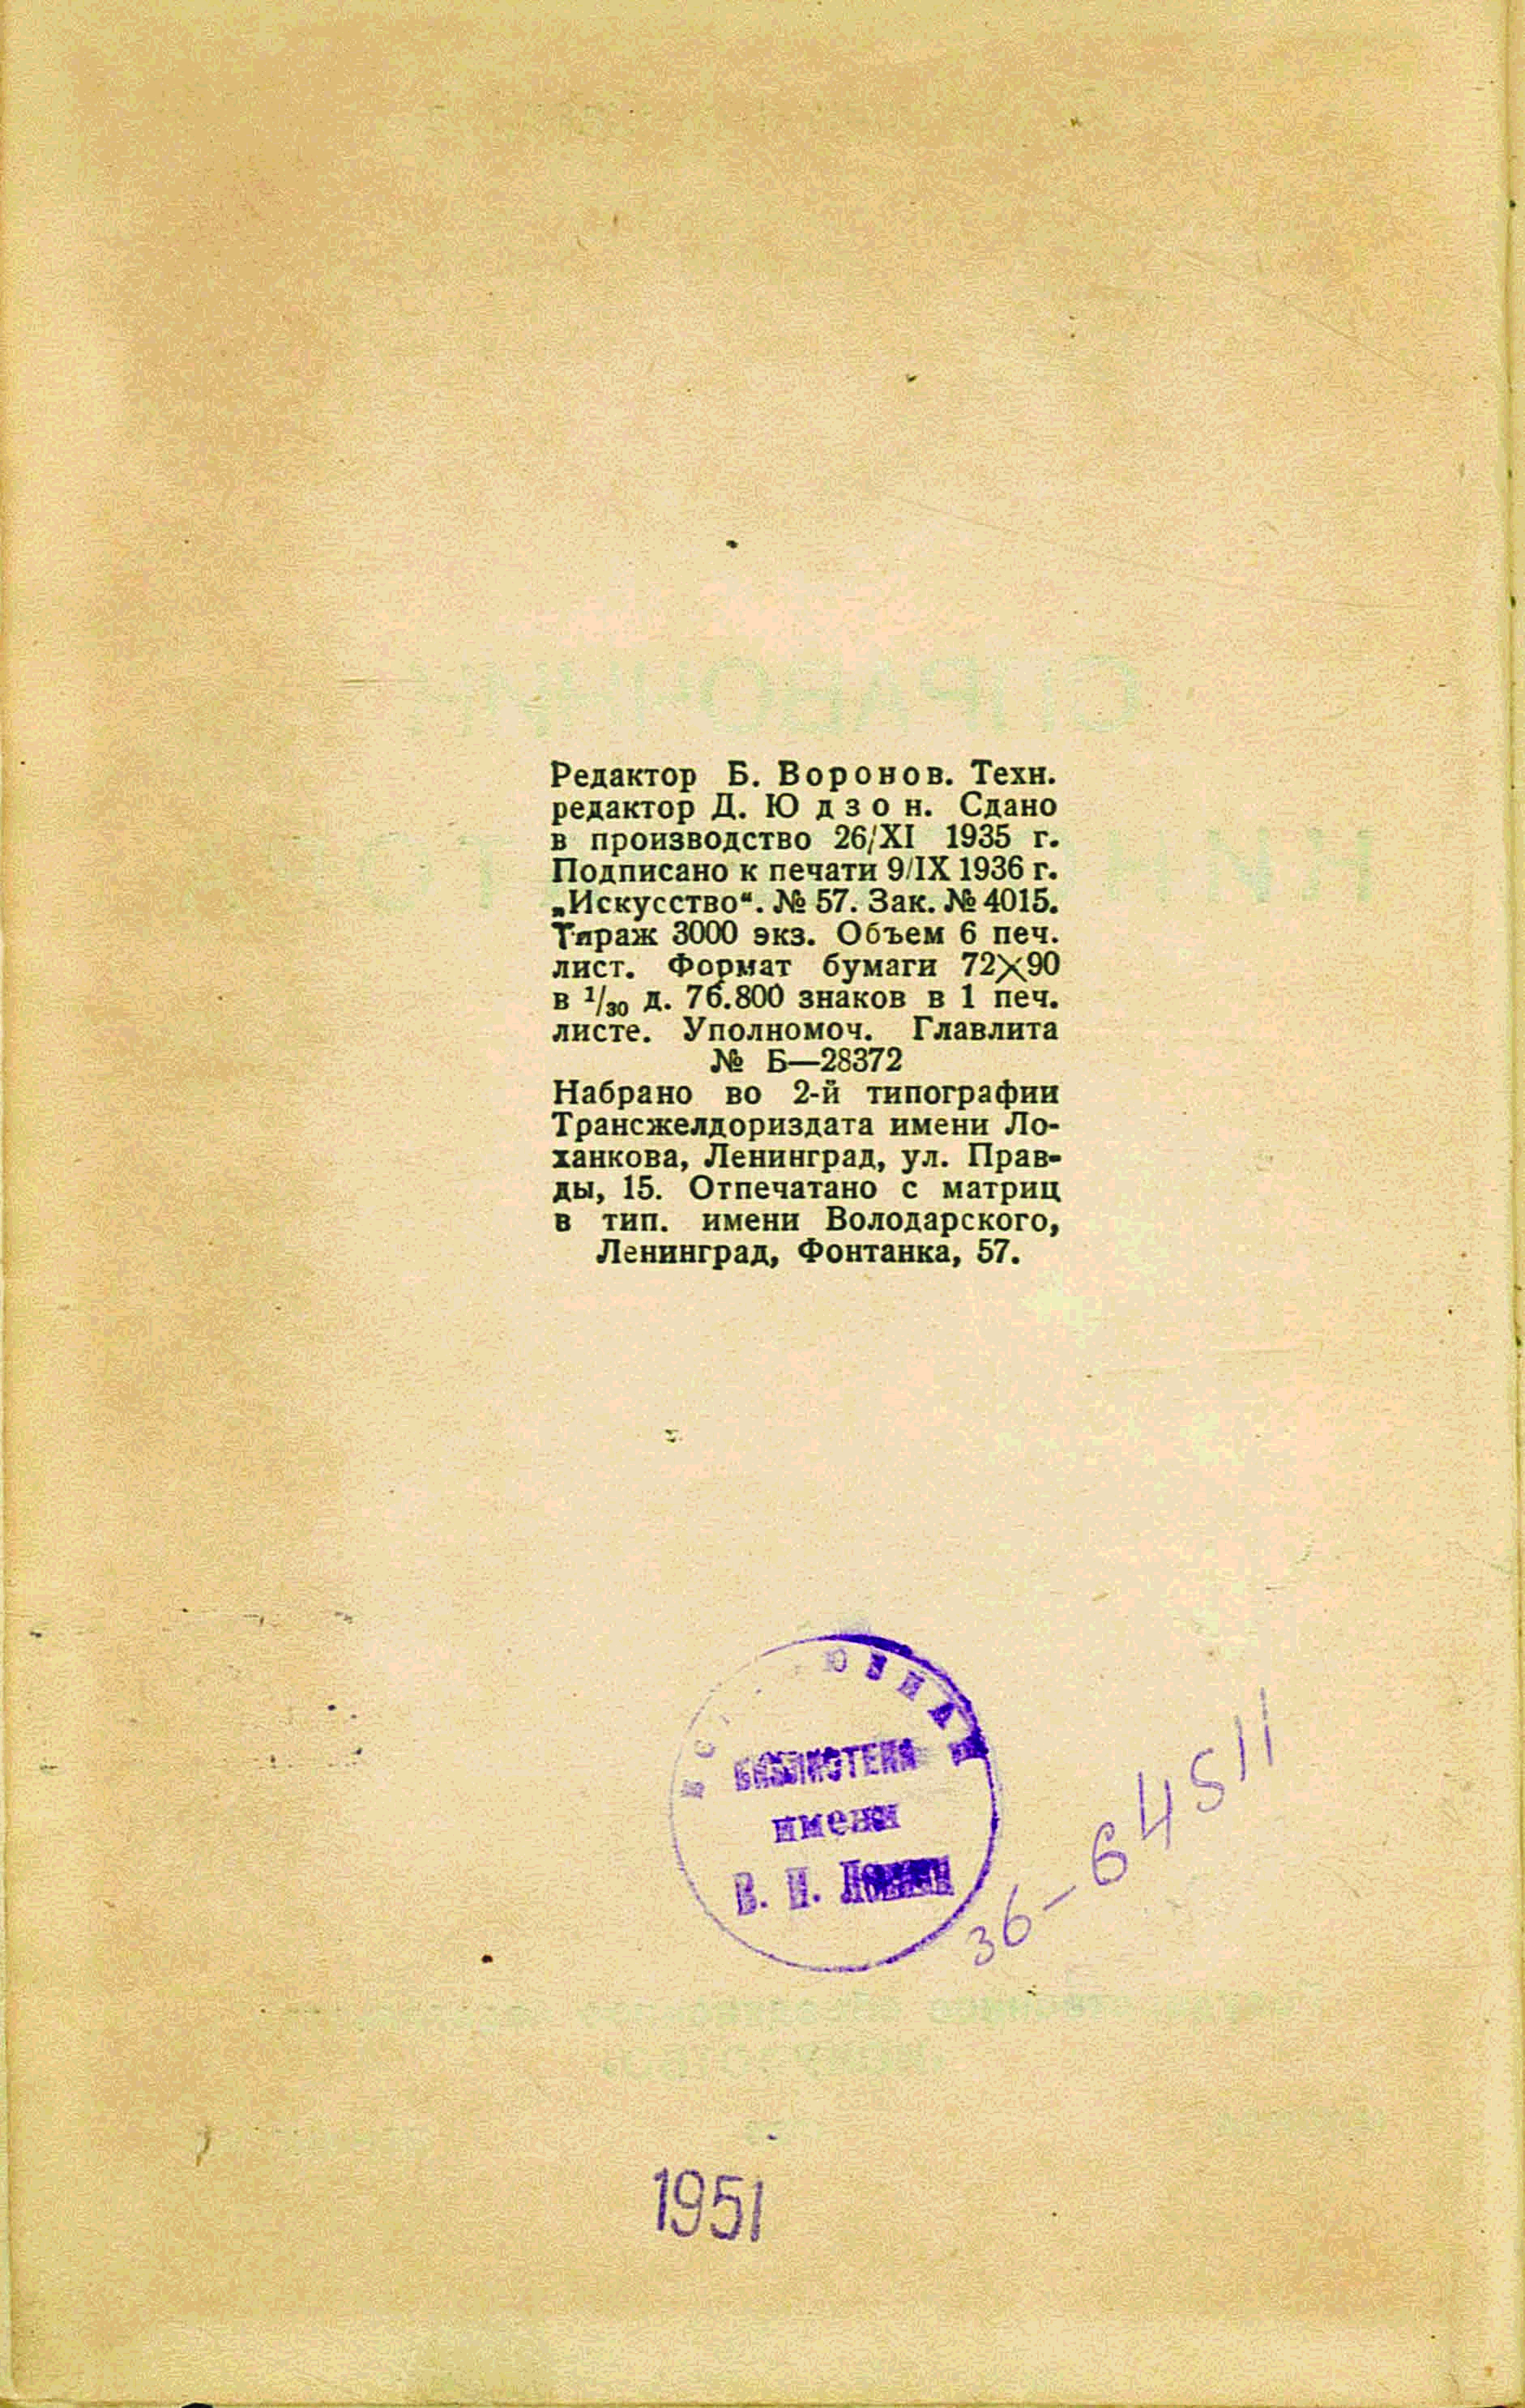 Редактор Б. Воронов. Техн.
редактор Д. Юдзон. Сдано
в производство 26/XI 1935 г.
Подписано к печати 9/IX 1936 г.
„Искусство“. № 57. Зак. № 4015.
Тираж 3000 экз. Объем 6 печ.
лист. Формат бумаги 72×90
в 1/30 д. 76.800 знаков в 1 печ.
листе. Уполномоч. Главлита
№ Б—28372
Набрано во 2-й типографии
Трансжелдориздата имени Ло-
ханкова, Ленинград, ул. Прав-
ды, 15. Отпечатано с матриц
в тип. имени Володарского,
Ленинград, Фонтанка, 57.
БИБЛИОТЕКА
имени
В. И. Ленина
36-64511
1951